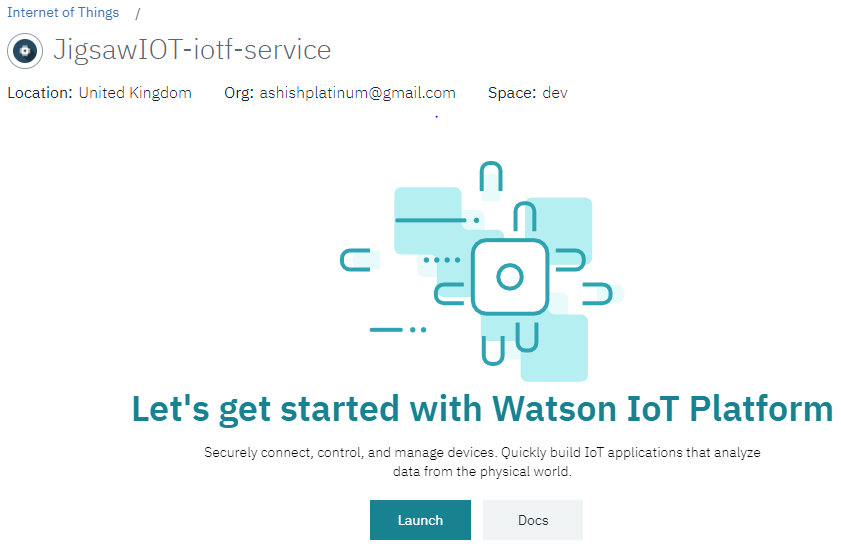 Internet of Things /
JigsawIOT-iotf-service
Location: United Kingdom Org: ashishplatinum@gmail.com Space: dev
Let's get started with Watson IoT Platform
Securely connect, control, and manage devices. Quickly build IoT applications that analyze
data from the physical world.
Launch Docs